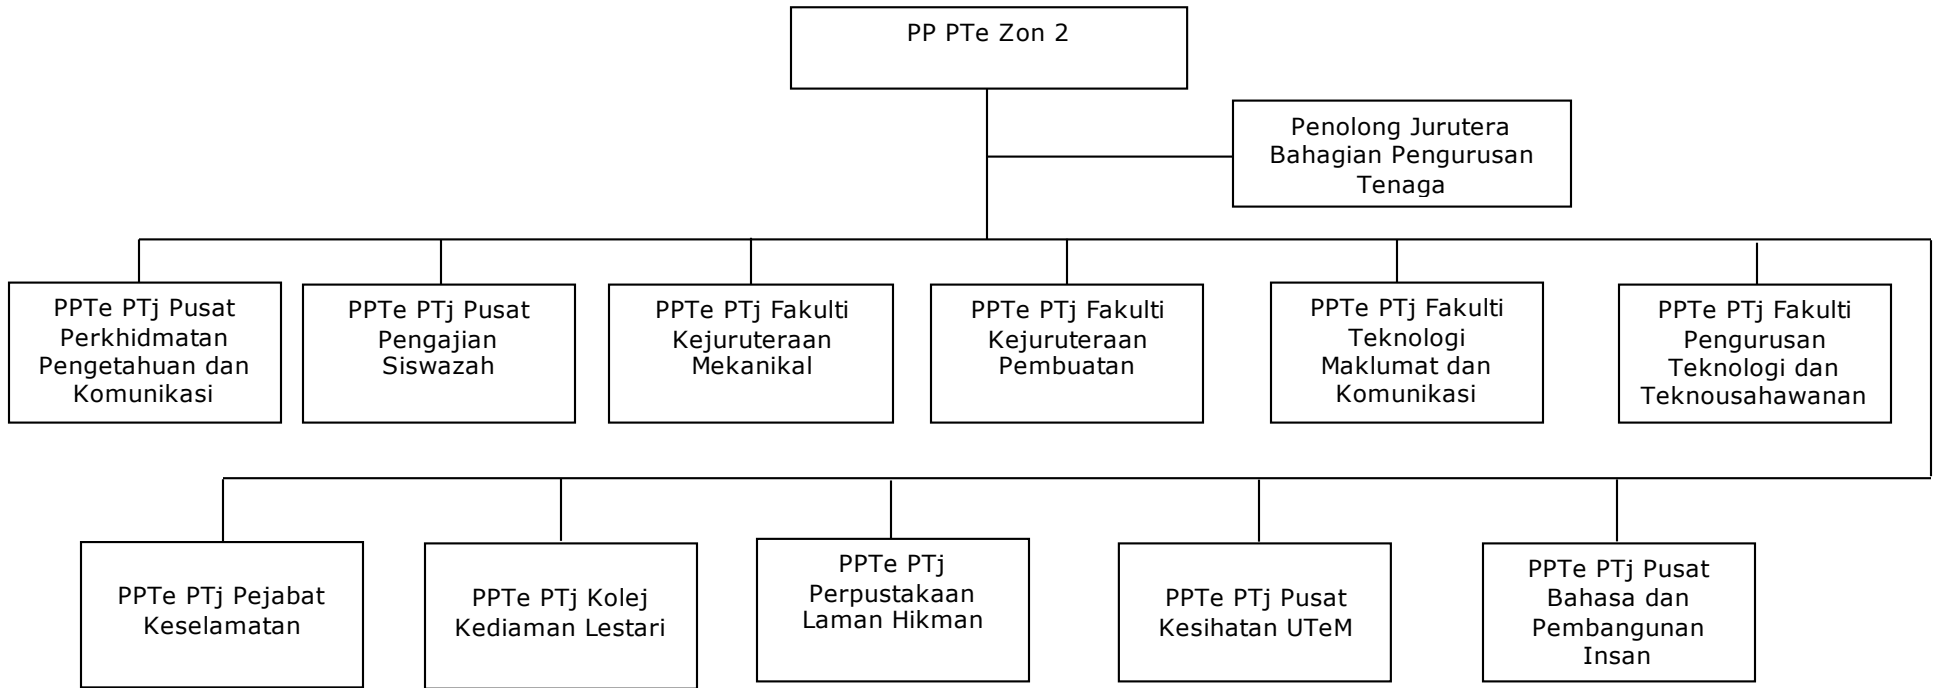 PP PTe Zon 2
Penolong Jurutera
Bahagian Pengurusan
Tenaga
PPTe PTj Pusat
Perkhidmatan
Pengetahuan dan
Komunikasi
PPTe PTj Pusat
Pengajian
Siswazah
PPTe PTj Fakulti
Kejuruteraan
Mekanikal
PPTe PTj Fakulti
Kejuruteraan
Pembuatan
PPTe PTj Fakulti
Teknologi
Maklumat dan
Komunikasi
PPTe PTj Fakulti
Pengurusan
Teknologi dan
Teknousahawanan
PPTe PTj Pejabat
Keselamatan
PPTe PTj Kolej
Kediaman Lestari
PPTe PTj
Perpustakaan
Laman Hikman
PPTe PTj Pusat
Kesihatan UTeM
PPTe PTj Pusat
Bahasa dan
Pembangunan
Insan